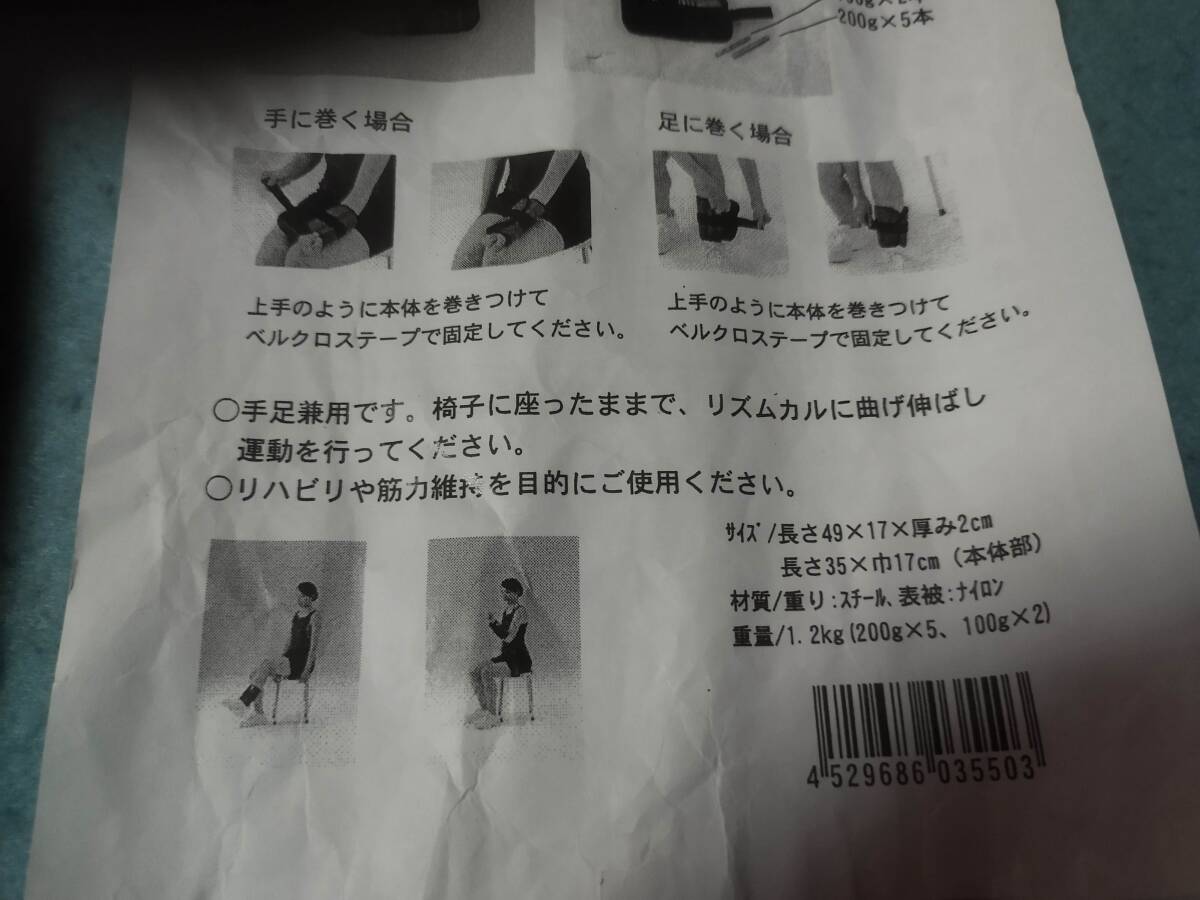 200g×5本
手に巻く場合
足に巻く場合
上手のように本体を巻きつけて
ベルクロステープで固定してください。
上手のように本体を巻きつけて
ベルクロステープで固定してください。
○手足兼用です。椅子に座ったままで、リズムカルに曲げ伸ばし
運動を行ってください。
○リハビリや筋力維持を目的にご使用ください。
ｻｲｽﾞ/長さ49×17×厚み2cm
長さ35×巾17cm（本体部）
材質/重り:ｽﾁｰﾙ、表被:ﾅｲﾛﾝ
重量/1.2kg(200g×5、100g×2)
4529686035503